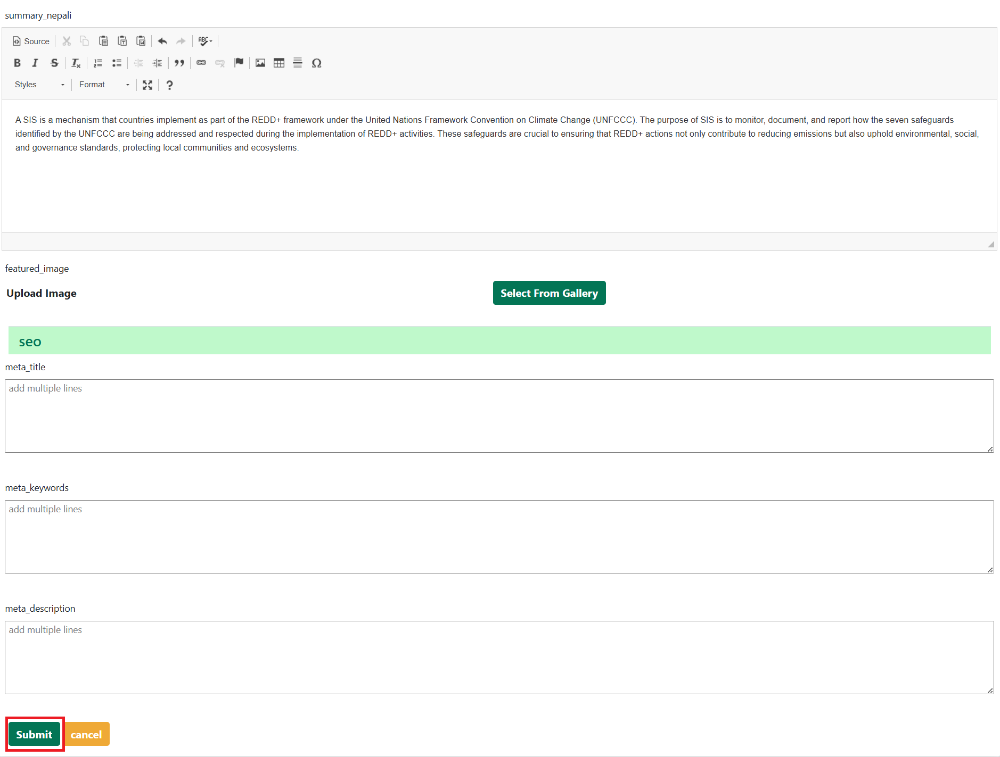 summary_nepali
Source
ABC
B I S Tx Ω
Styles Format ?
A SIS is a mechanism that countries implement as part of the REDD+ framework under the United Nations Framework Convention on Climate Change (UNFCCC). The purpose of SIS is to monitor, document, and report how the seven safeguards
identified by the UNFCCC are being addressed and respected during the implementation of REDD+ activities. These safeguards are crucial to ensuring that REDD+ actions not only contribute to reducing emissions but also uphold environmental, social,
and governance standards, protecting local communities and ecosystems.
featured_image
Upload Image Select From Gallery
seo
meta_title
add multiple lines
meta_keywords
add multiple lines
meta_description
add multiple lines
Submit cancel